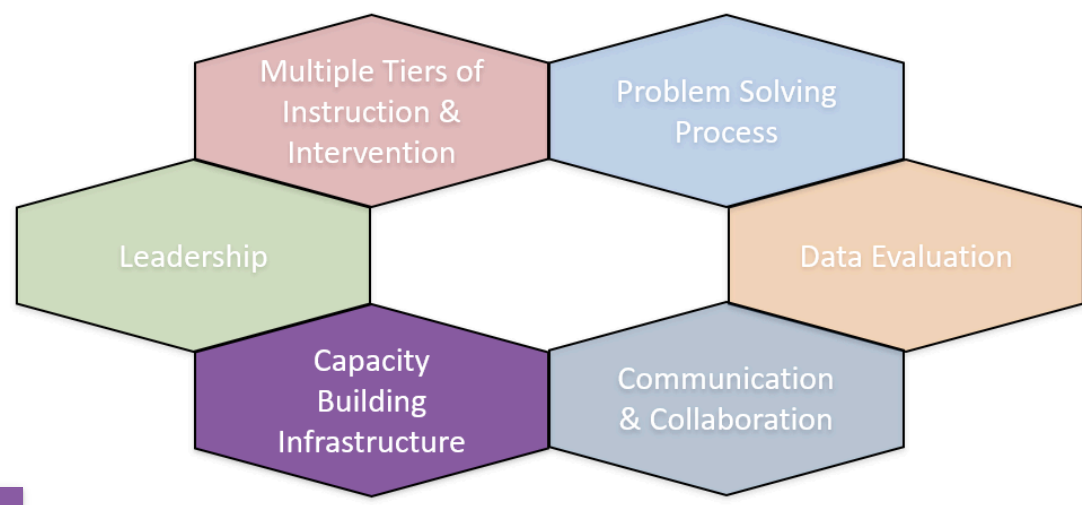 Multiple Tiers of
Instruction &
Intervention
Problem Solving
Process
Leadership
Data Evaluation
Capacity
Building
Infrastructure
Communication
& Collaboration